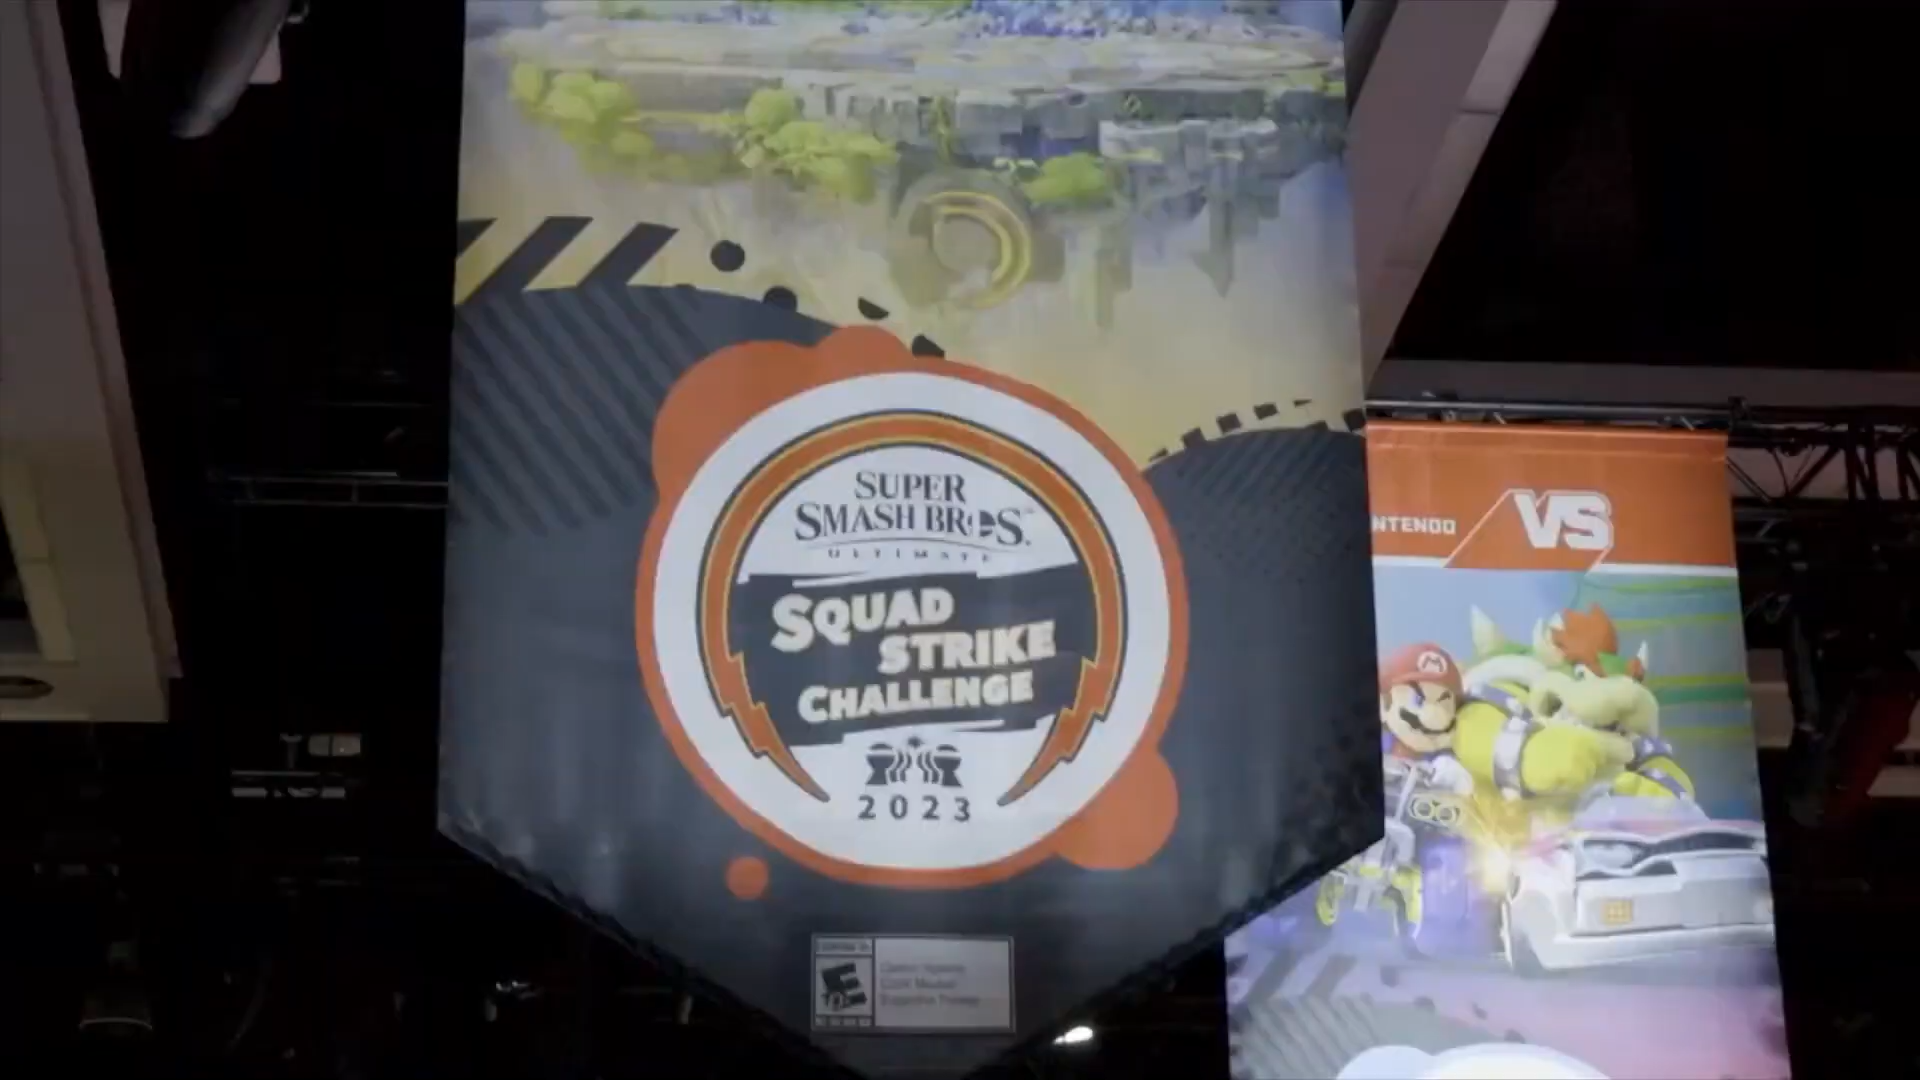 SUPER
SMASH BROS.
ULTIMATE
SQUAD
STRIKE
CHALLENGE
2023
E
NTENDO
VS
M